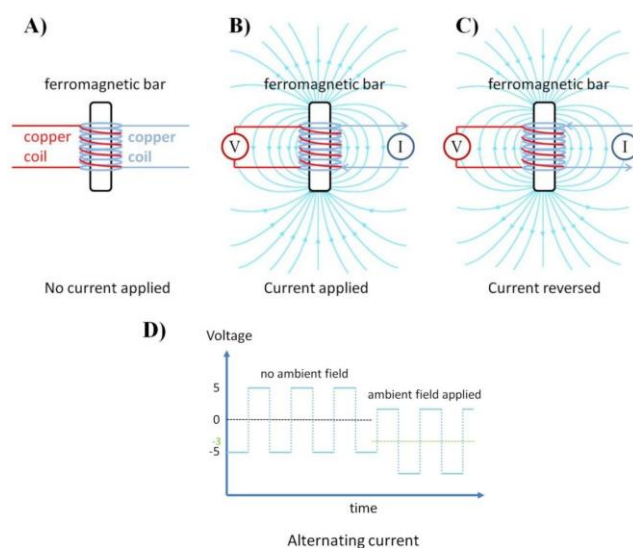 A)
B)
C)
ferromagnetic bar
ferromagnetic bar
ferromagnetic bar
copper
coil
copper
coil
V
I
V
I
No current applied
Current applied
Current reversed
D)
Voltage
no ambient field
ambient field applied
5
0
-3
-5
time
Alternating current